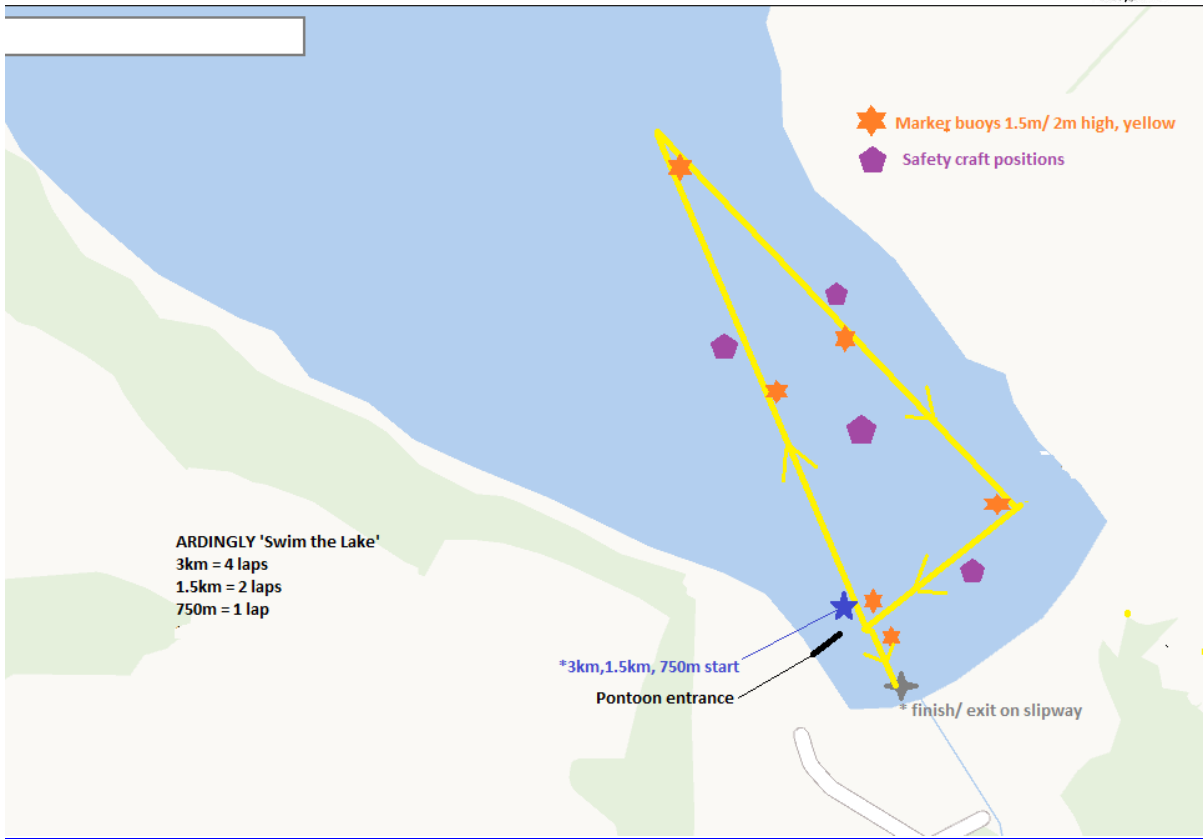 Marker buoys 1.5m/ 2m high, yellow
Safety craft positions
ARDINGLY 'Swim the Lake'
3km = 4 laps
1.5km = 2 laps
750m = 1 lap
*3km,1.5km, 750m start
Pontoon entrance
* finish/ exit on slipway